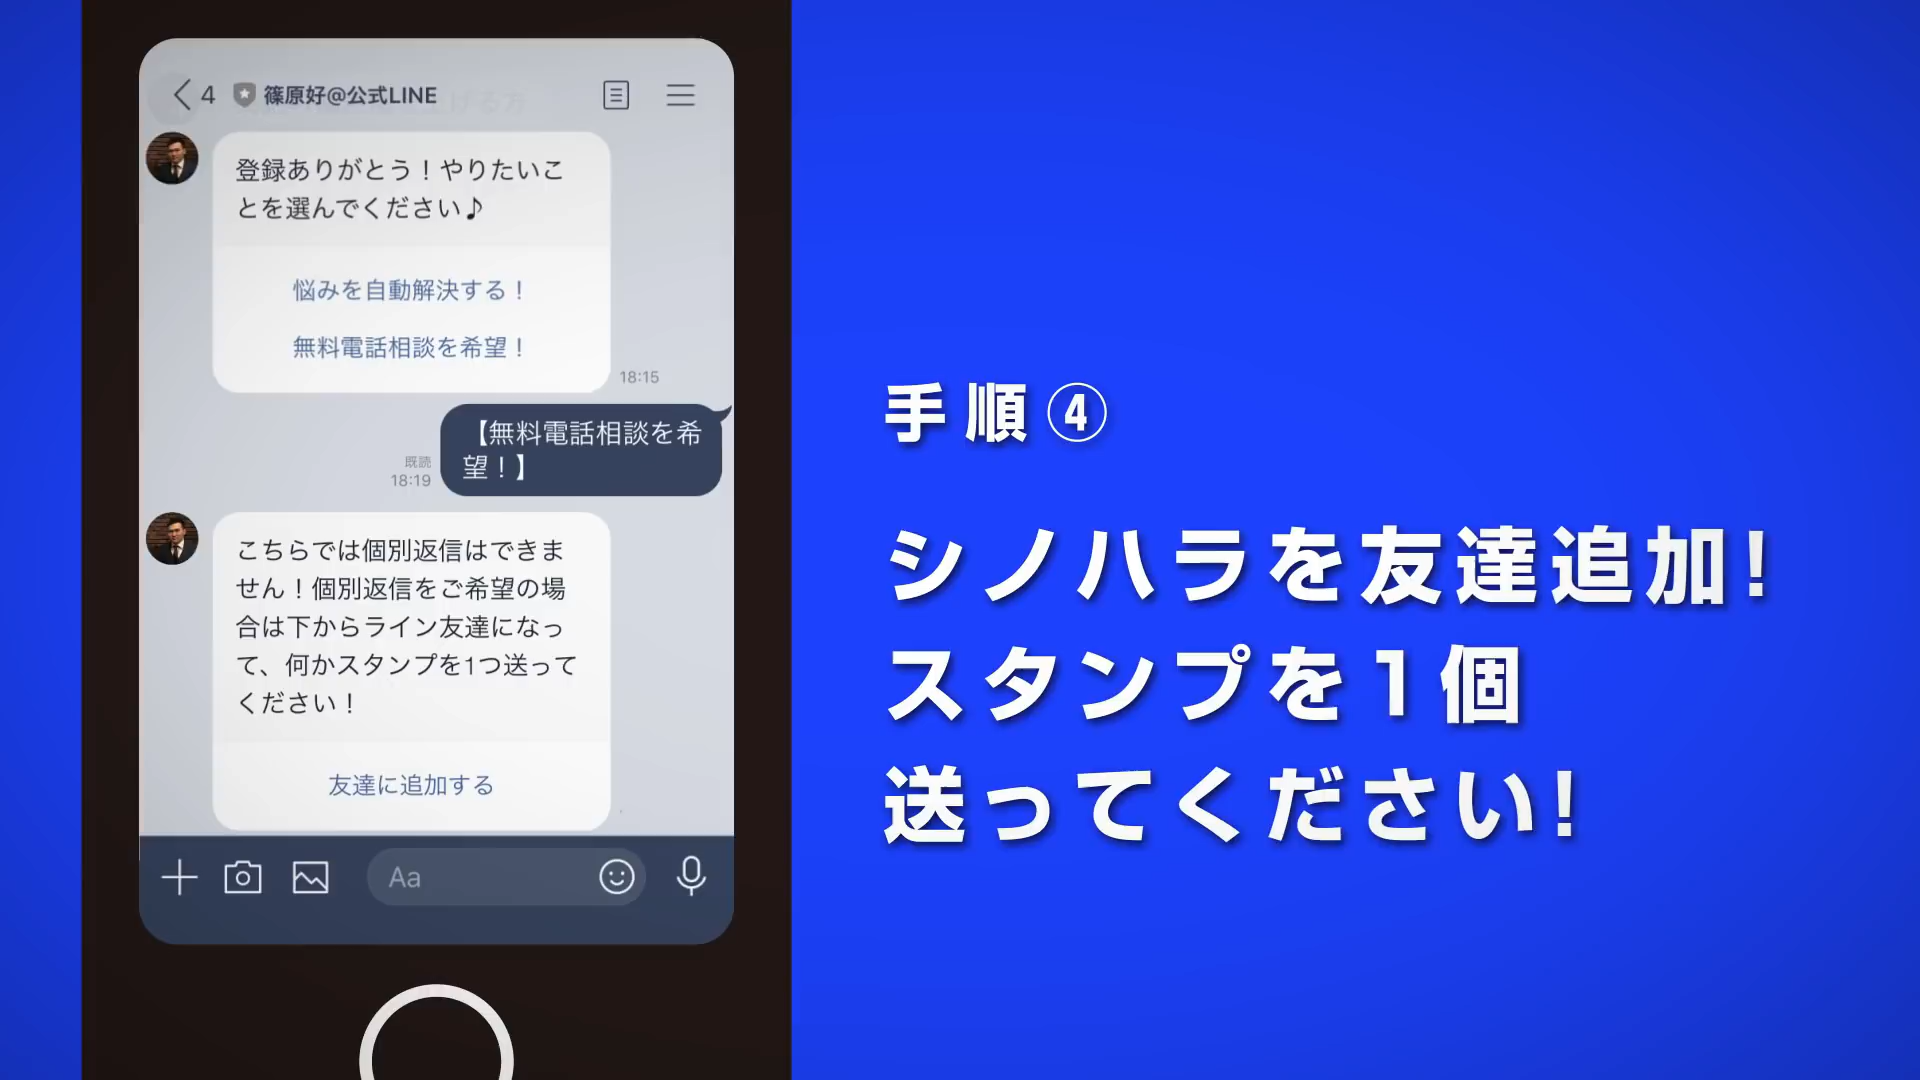 4 篠原好@公式LINE
登録ありがとう！やりたいこ
とを選んでください♪
悩みを自動解決する！
無料電話相談を希望！
18:15
【無料電話相談を希
望！】
既読
18:19
こちらでは個別返信はできま
せん！個別返信をご希望の場
合は下からライン友達になっ
て、何かスタンプを1つ送って
ください！
友達に追加する
Aa
手順④
シノハラを友達追加!
スタンプを1個
送ってください!